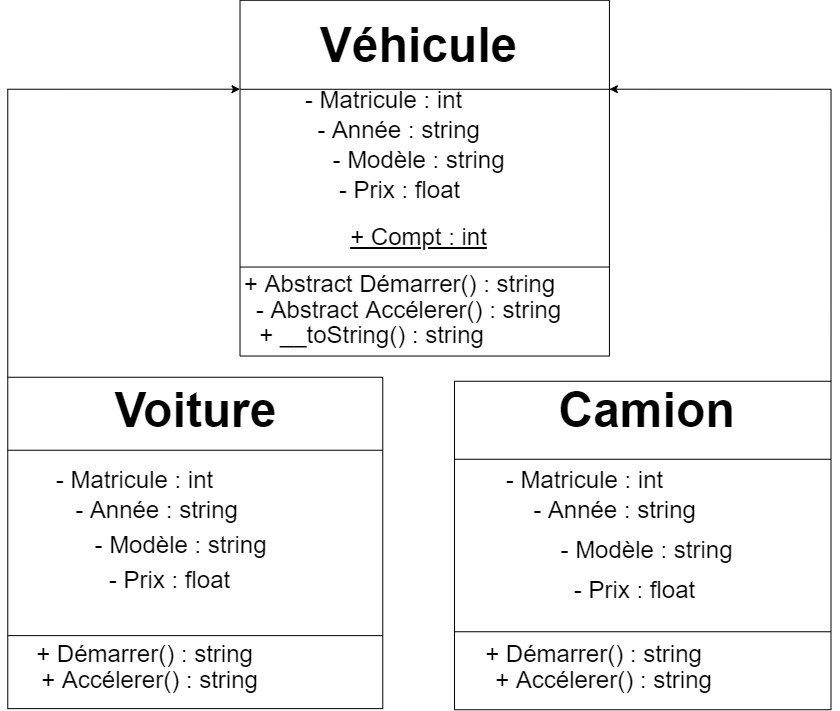 Véhicule
- Matricule : int
- Année : string
- Modèle : string
- Prix : float
+ Compt : int
+ Abstract Démarrer() : string
- Abstract Accélerer() : string
+ __toString() : string
Voiture
- Matricule : int
- Année : string
- Modèle : string
- Prix : float
+ Démarrer() : string
+ Accélerer() : string
Camion
- Matricule : int
- Année : string
- Modèle : string
- Prix : float
+ Démarrer() : string
+ Accélerer() : string